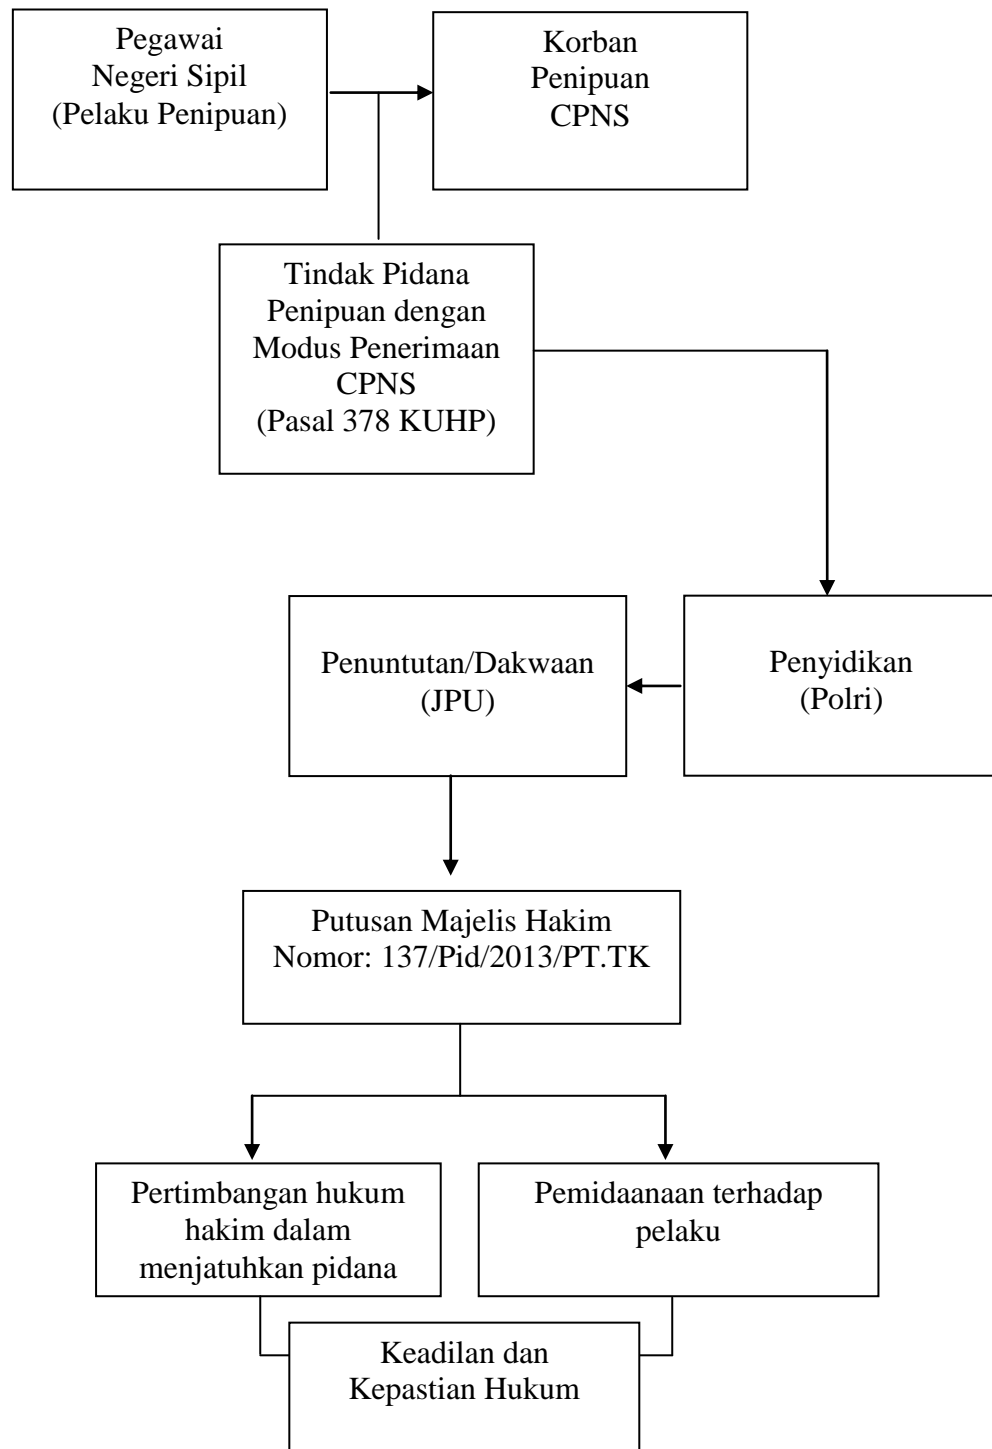 Pegawai
Negeri Sipil
(Pelaku Penipuan)
Korban
Penipuan
CPNS
Tindak Pidana
Penipuan dengan
Modus Penerimaan
CPNS
(Pasal 378 KUHP)
Penuntutan/Dakwaan
(JPU)
Penyidikan
(Polri)
Putusan Majelis Hakim
Nomor: 137/Pid/2013/PT.TK
Pertimbangan hukum
hakim dalam
menjatuhkan pidana
Pemidaanaan terhadap
pelaku
Keadilan dan
Kepastian Hukum